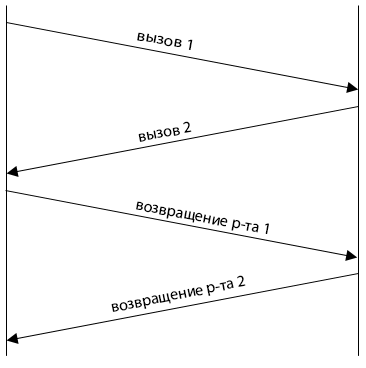 вызов 1
вызов 2
возвращение р-та 1
возвращение р-та 2